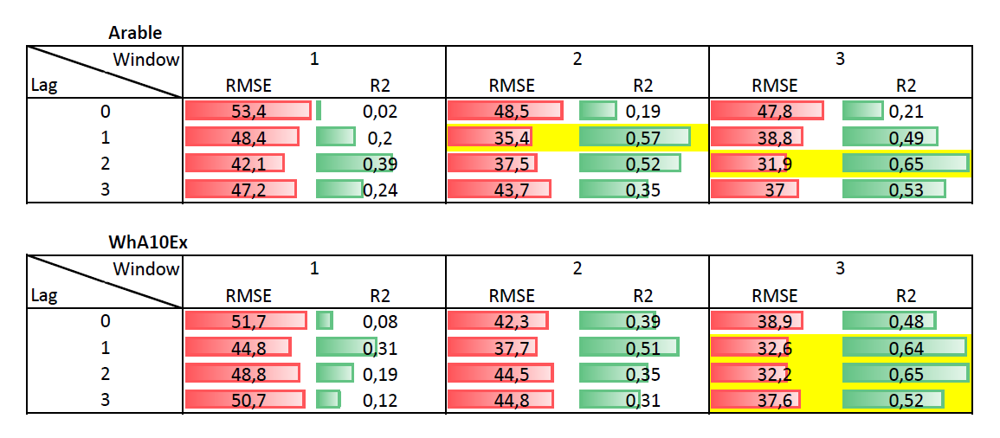 Arable
Window 1 2 3
Lag RMSE R2 RMSE R2 RMSE R2
0 53,4 0,02 48,5 0,19 47,8 0,21
1 48,4 0,2 35,4 0,57 38,8 0,49
2 42,1 0,39 37,5 0,52 31,9 0,65
3 47,2 0,24 43,7 0,35 37 0,53
WhA10Ex
Window 1 2 3
Lag RMSE R2 RMSE R2 RMSE R2
0 51,7 0,08 42,3 0,39 38,9 0,48
1 44,8 0,31 37,7 0,51 32,6 0,64
2 48,8 0,19 44,5 0,35 32,2 0,65
3 50,7 0,12 44,8 0,31 37,6 0,52